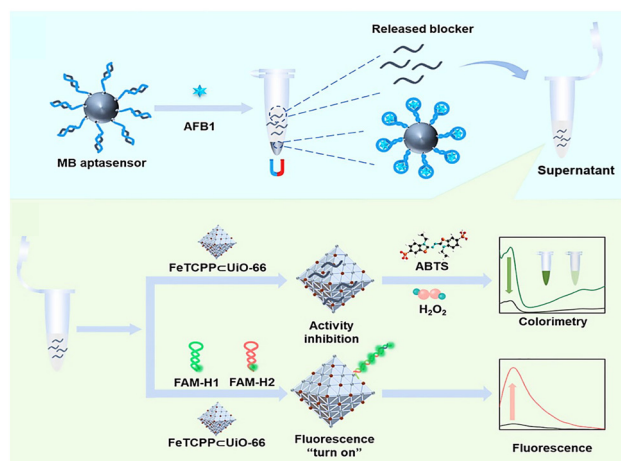 Released blocker
AFB1
MB aptasensor
Supernatant
FeTCPP⊂UiO-66
ABTS
H₂O₂
Activity
inhibition
Colorimetry
FAM-H1 FAM-H2
FeTCPP⊂UiO-66
Fluorescence
“turn on”
Fluorescence